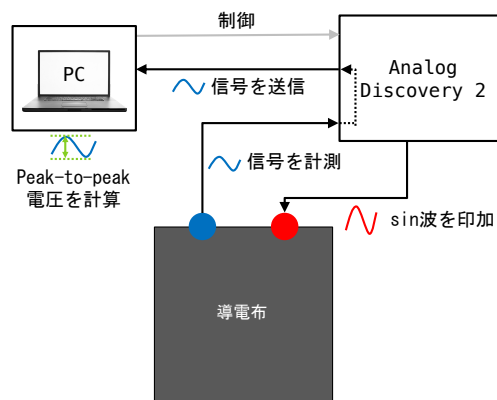 制御
PC
Analog
Discovery 2
信号を送信
Peak-to-peak
電圧を計算
信号を計測
sin波を印加
導電布